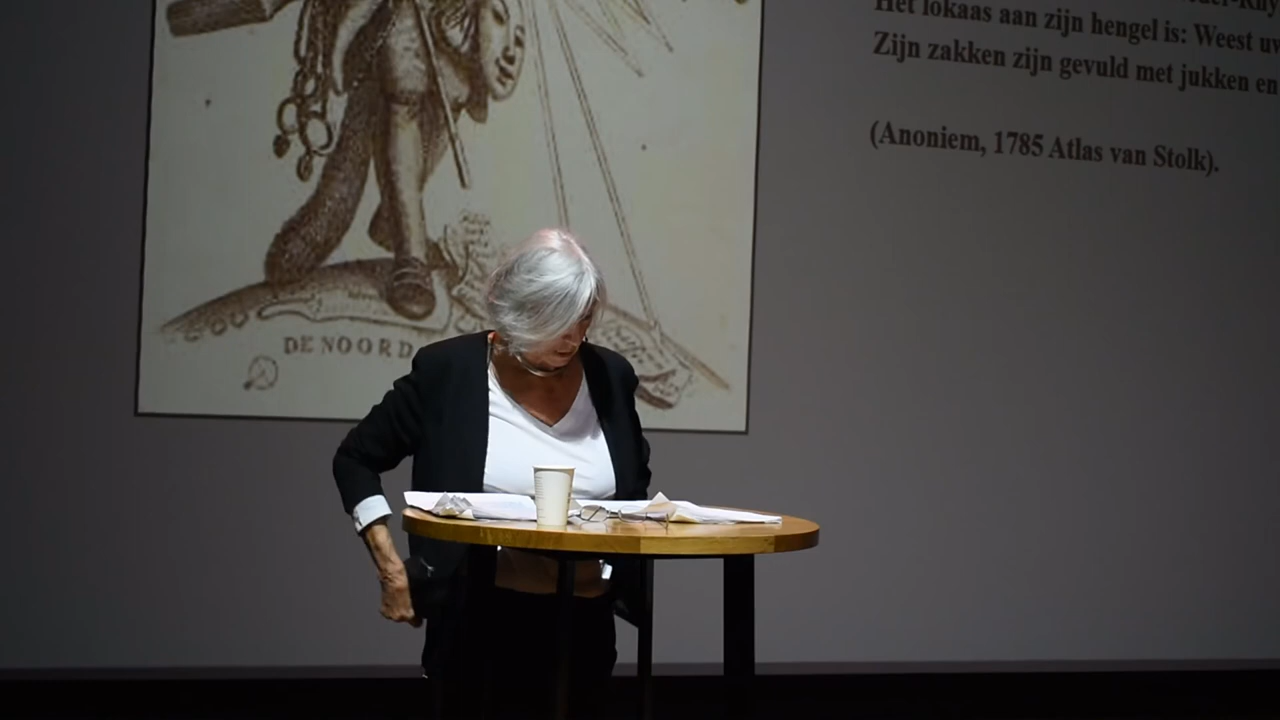 Het lokaas aan zijn hengel is: Weest
Zijn zakken zijn gevuld met jukken en
(Anoniem, 1785 Atlas van Stolk).
DE NOORD